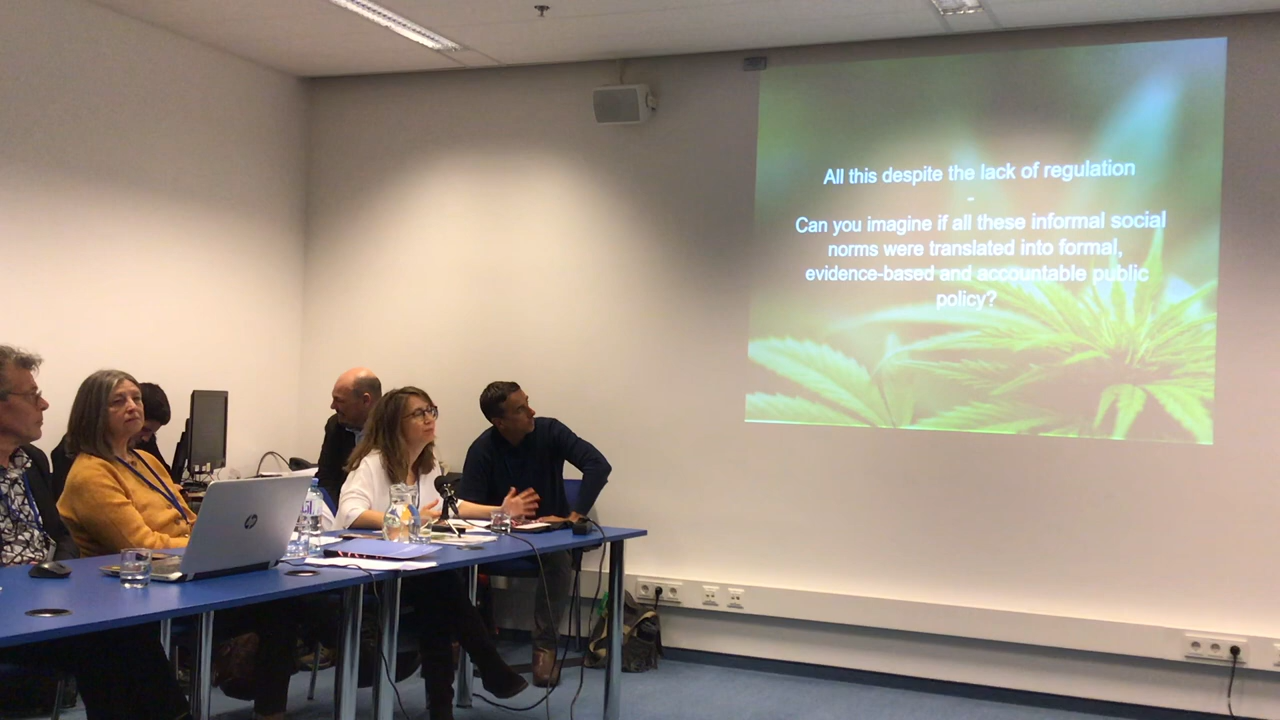 All this despite the lack of regulation
-
Can you imagine if all these informal social
norms were translated into formal,
evidence-based and accountable public
policy?
hp